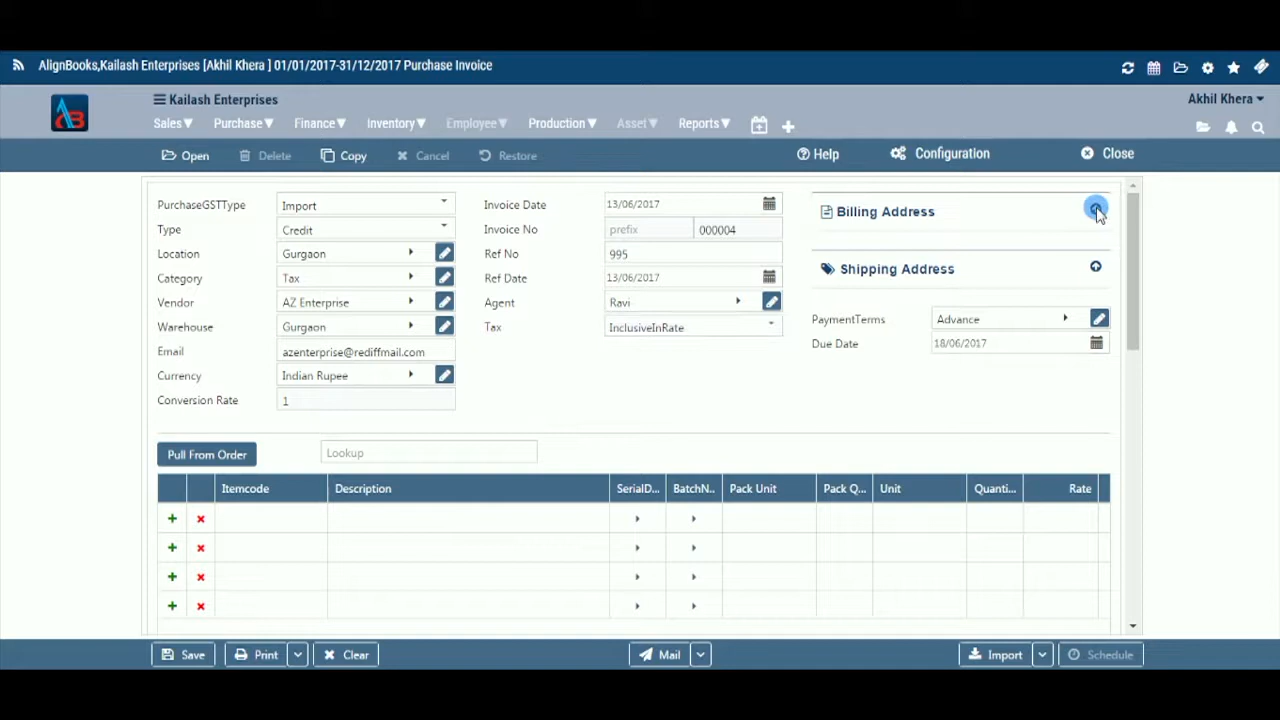 AlignBooks,Kailash Enterprises [Akhil Khera ] 01/01/2017-31/12/2017 Purchase Invoice
Kailash Enterprises
Akhil Khera
AB
Sales Purchase Finance Inventory Employee Production Asset Reports
Open Delete Copy Cancel Restore Help Configuration Close
PurchaseGSTType Import Invoice Date 13/06/2017 Billing Address
Type Credit Invoice No prefix 000004
Location Gurgaon Ref No 995
Category Tax Ref Date 13/06/2017 Shipping Address
Vendor AZ Enterprise Agent Ravi
Warehouse Gurgaon Tax InclusiveInRate PaymentTerms Advance
Email azenterprise@rediffmail.com Due Date 18/06/2017
Currency Indian Rupee
Conversion Rate 1
Pull From Order Lookup
Itemcode Description SerialD... BatchN.. Pack Unit Pack Q... Unit Quanti... Rate
Save Print Clear Mail Import Schedule